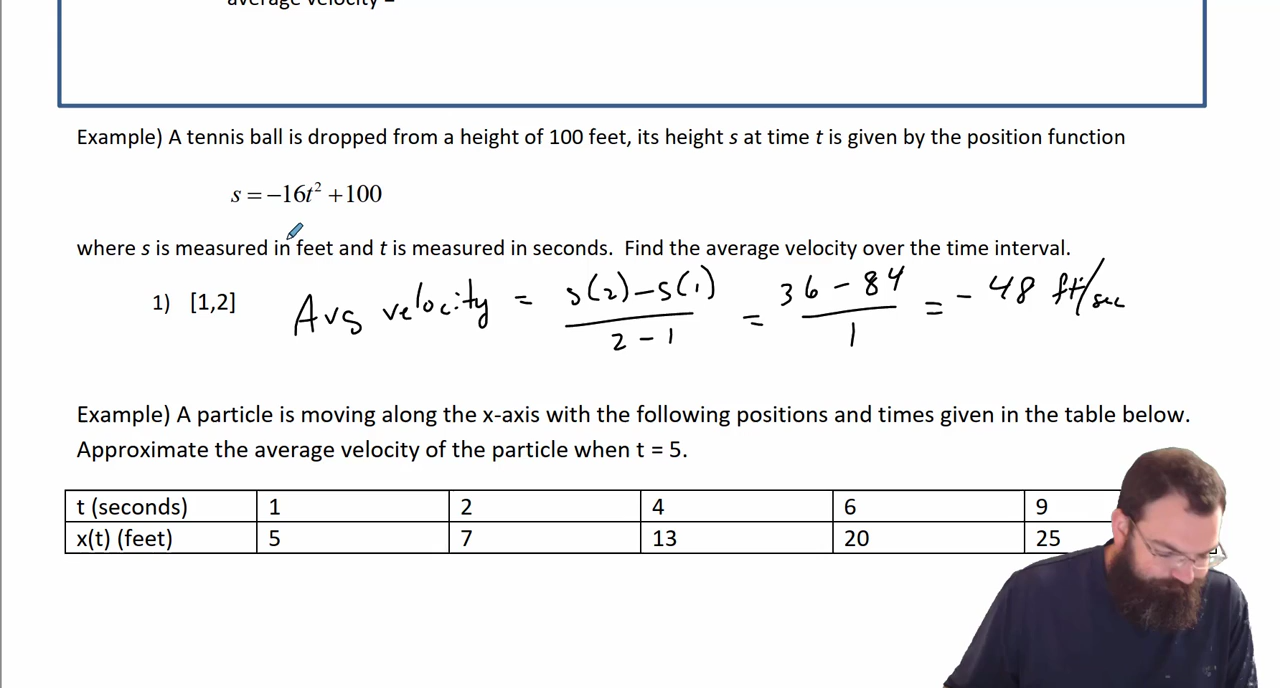 average velocity =
Example) A tennis ball is dropped from a height of 100 feet, its height s at time t is given by the position function
s = −16t² + 100
where s is measured in feet and t is measured in seconds.  Find the average velocity over the time interval.
1) [1,2] Avg velocity = s(2)-s(1) / 2-1 = 36-84 / 1 = -48 ft/sec
Example) A particle is moving along the x-axis with the following positions and times given in the table below.
Approximate the average velocity of the particle when t = 5.
t (seconds) 1 2 4 6 9
x(t) (feet) 5 7 13 20 25